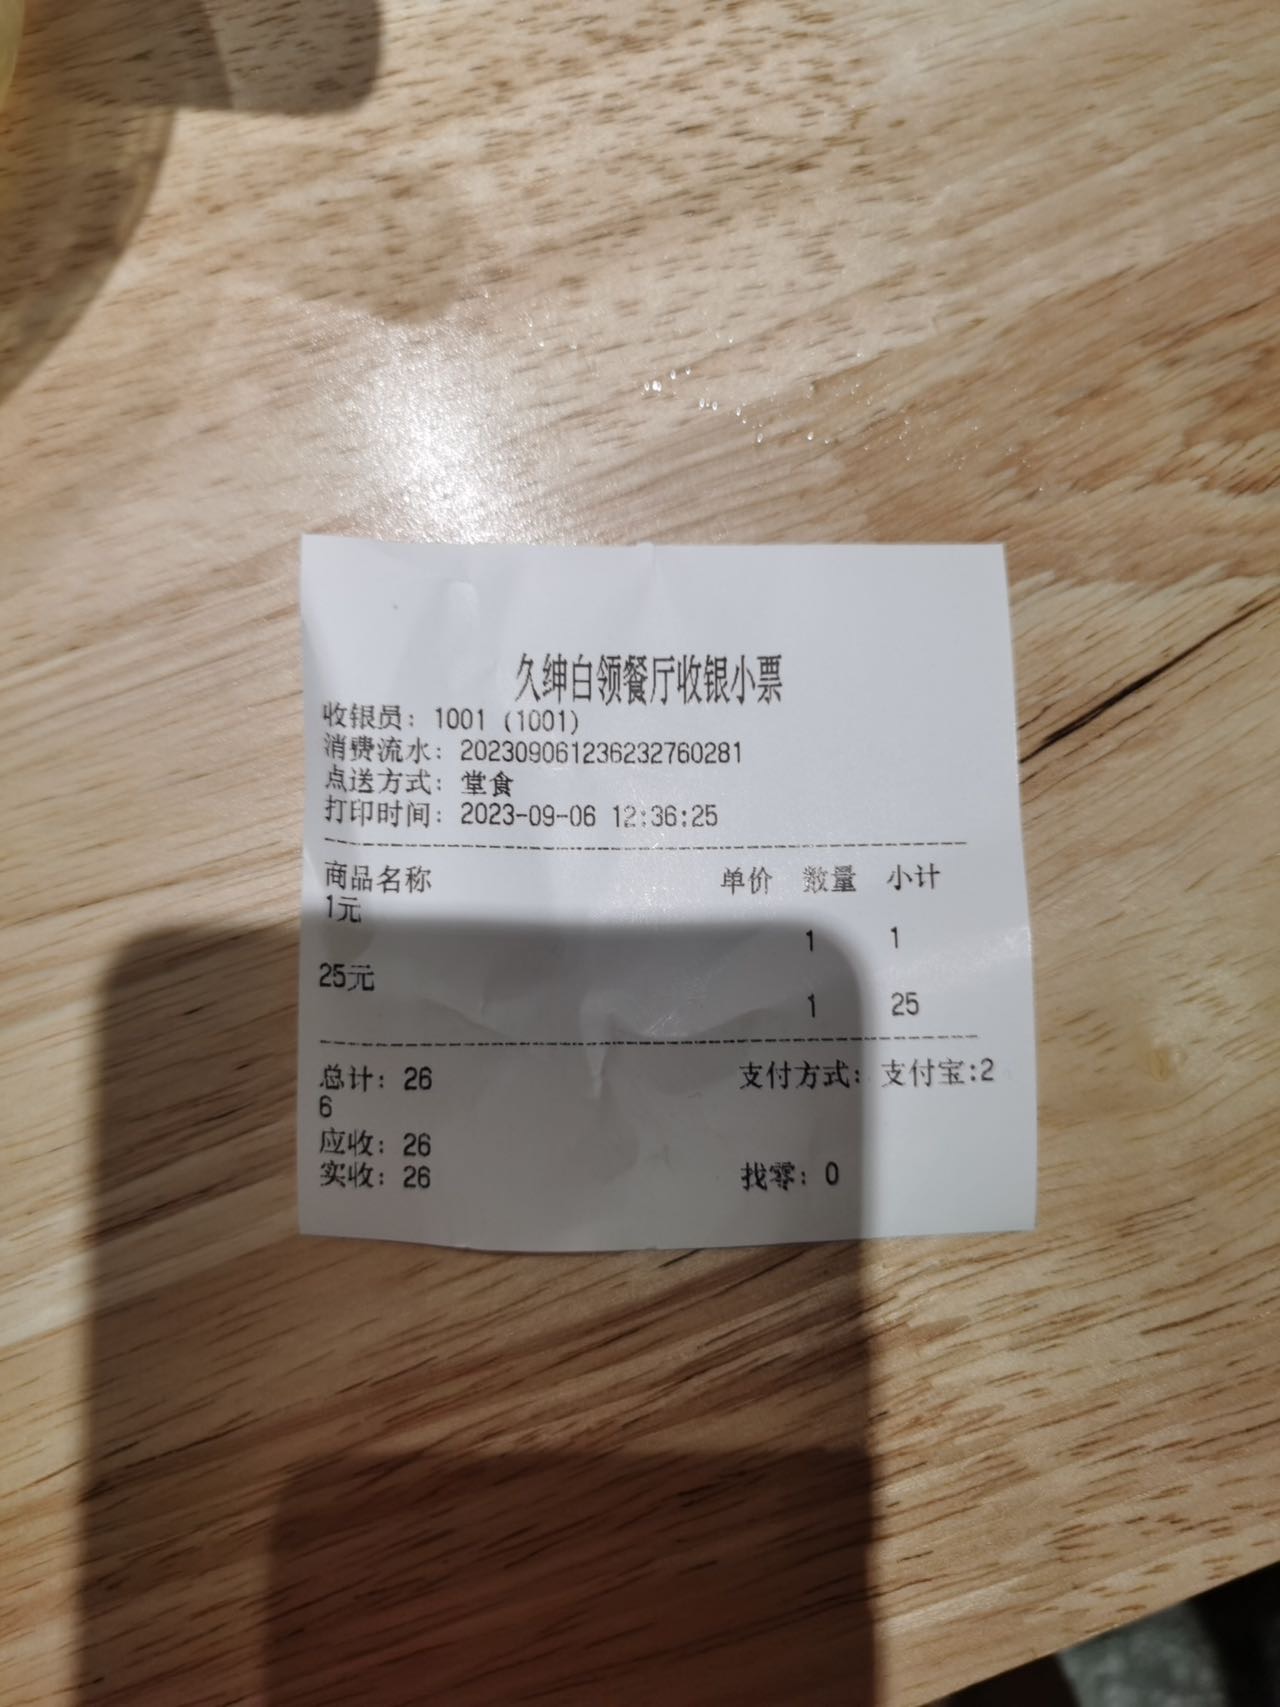 久绅白领餐厅收银小票
收银员: 1001 (1001)
消费流水: 202309061236232760281
点送方式: 堂食
打印时间: 2023-09-06 12:36:25
商品名称 单价 数量 小计
1元
1 1
25元
1 25
总计: 26 支付方式: 支付宝:2
6
应收: 26
实收: 26 找零: 0